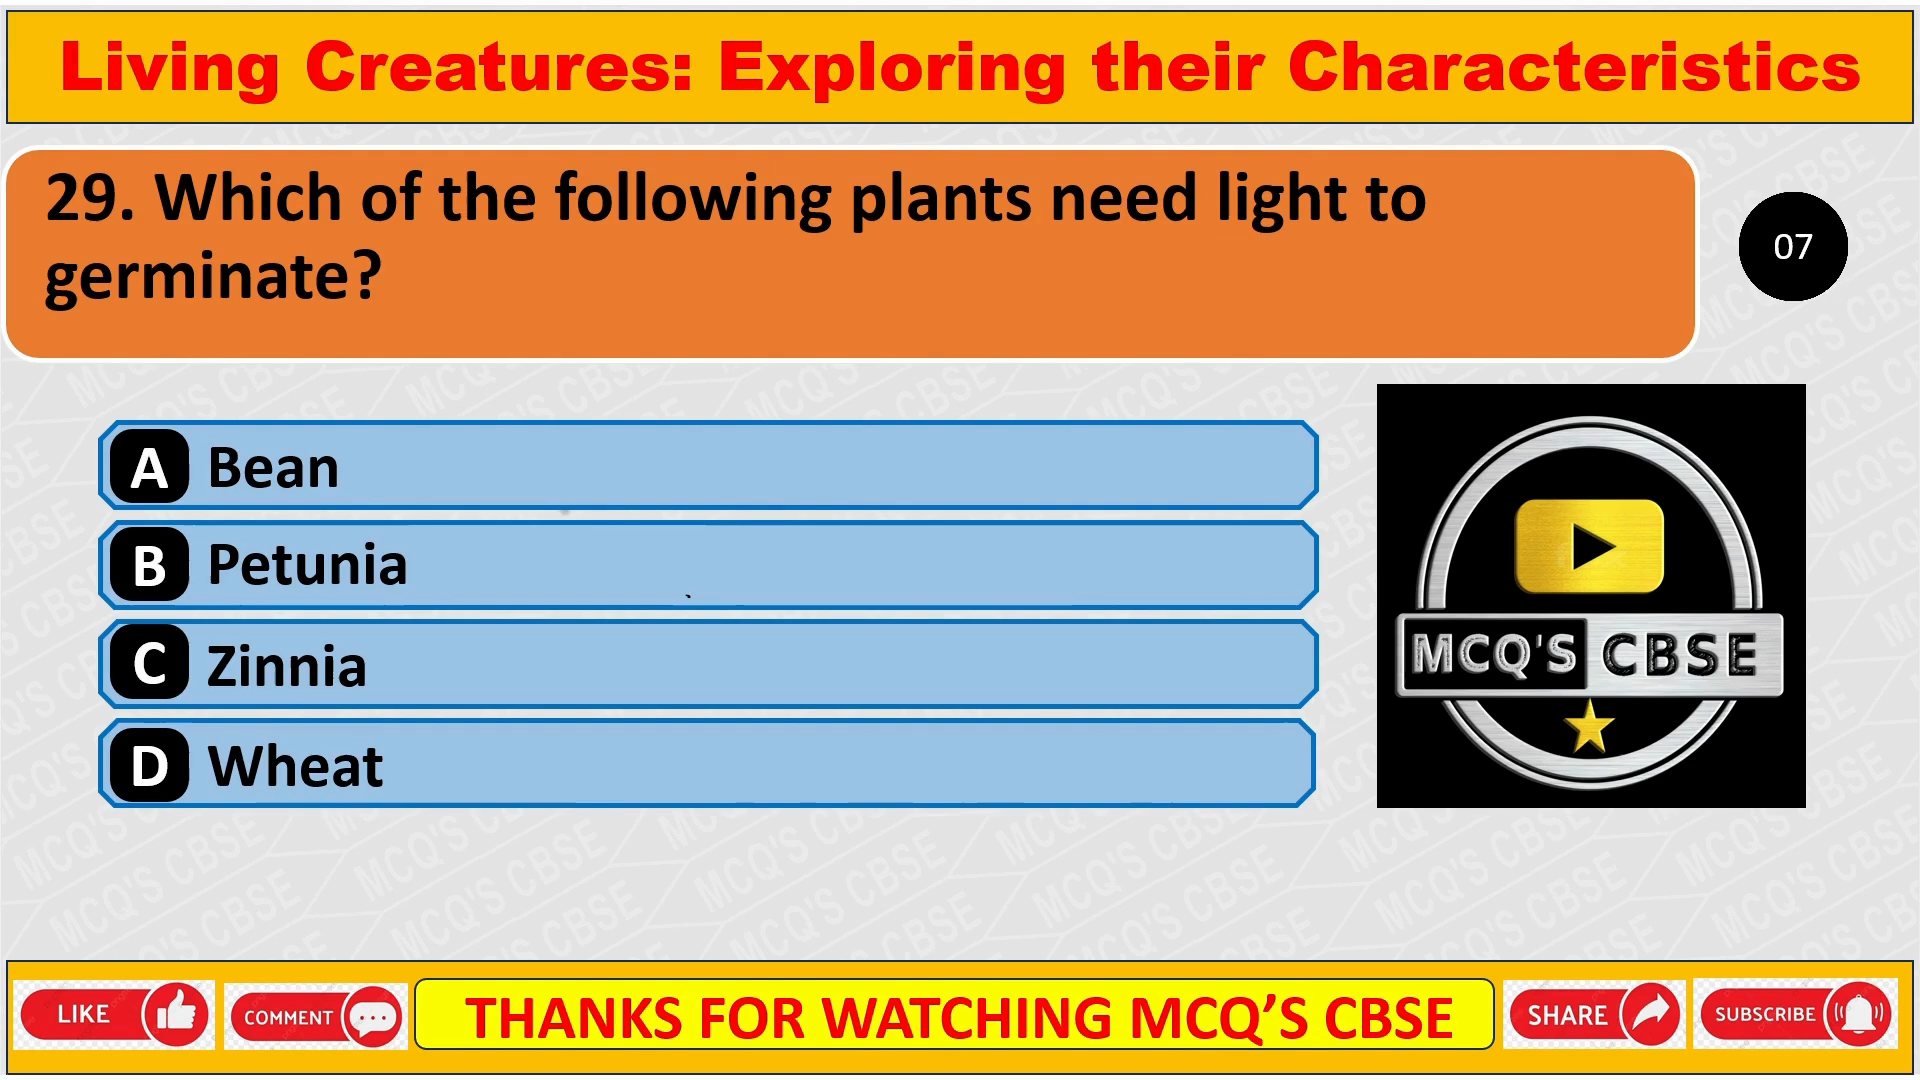 Living Creatures: Exploring their Characteristics
29. Which of the following plants need light to
germinate?
07
A Bean
B Petunia
C Zinnia
D Wheat
MCQ'S CBSE
LIKE
COMMENT
THANKS FOR WATCHING MCQ’S CBSE
SHARE
SUBSCRIBE